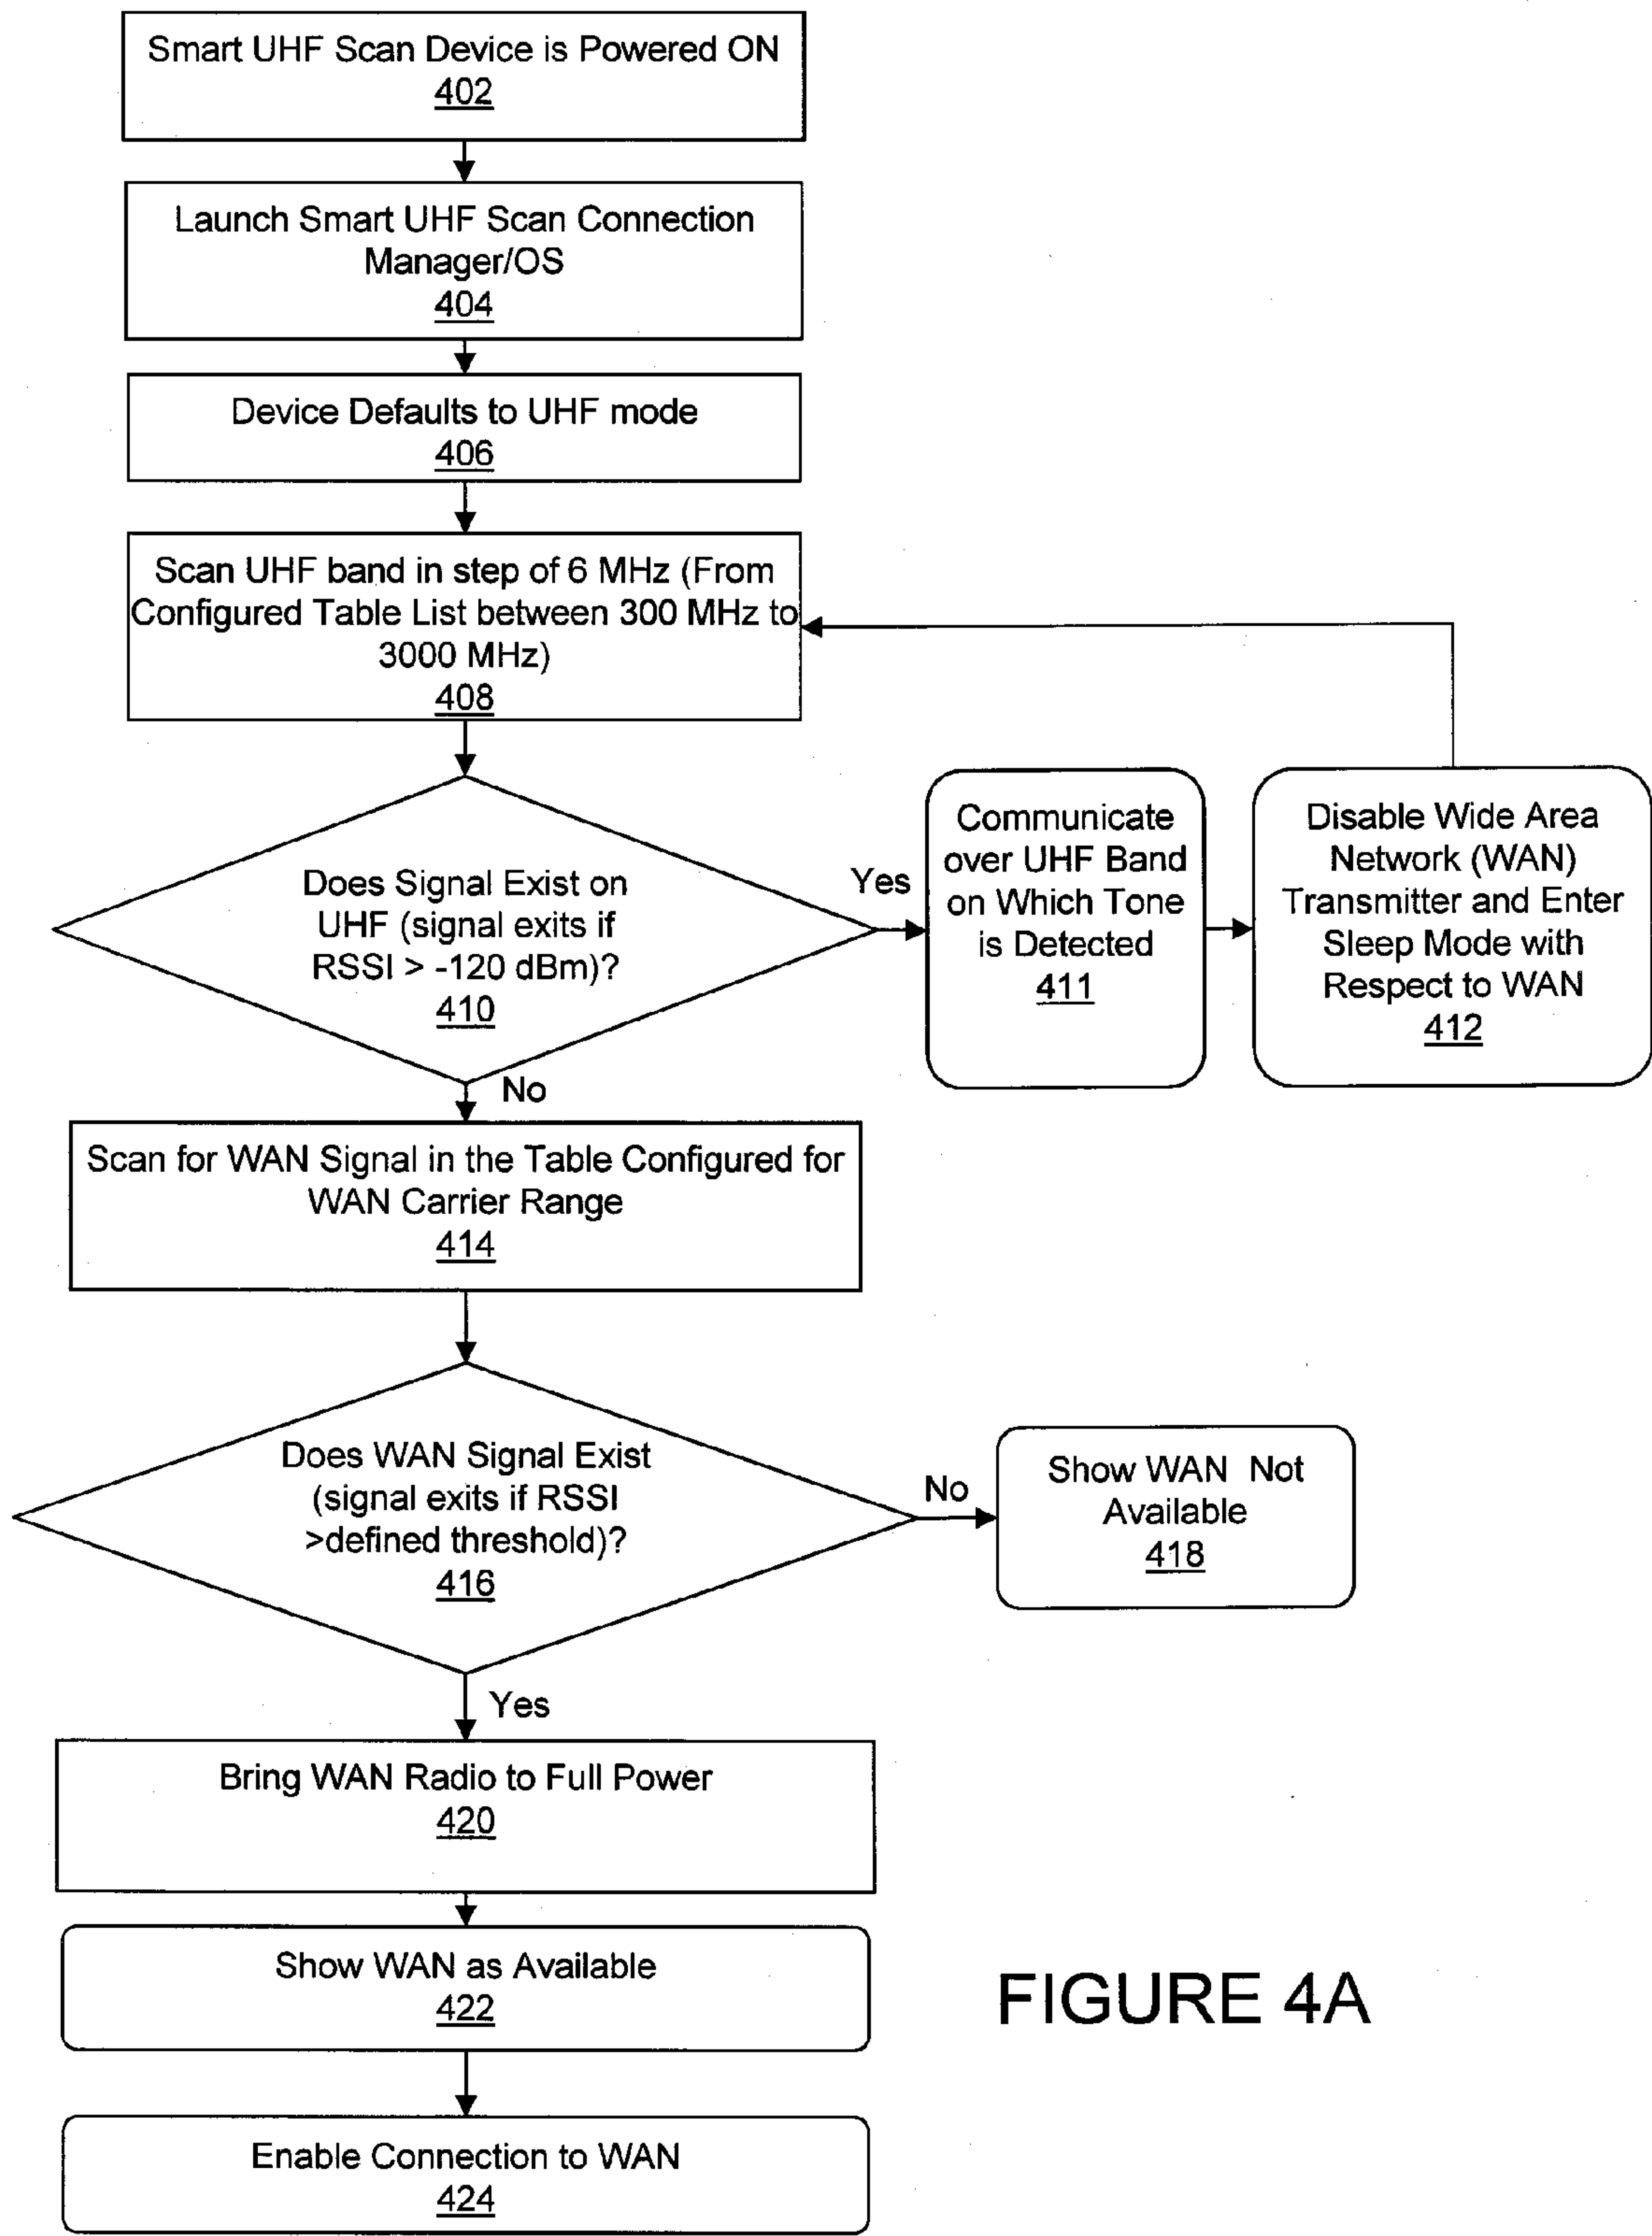 Smart UHF Scan Device is Powered ON
402
Launch Smart UHF Scan Connection
Manager/OS
404
Device Defaults to UHF mode
406
Scan UHF band in step of 6 MHz (From
Configured Table List between 300 MHz to
3000 MHz)
408
Does Signal Exist on
UHF (signal exits if
RSSI > -120 dBm)?
410
Yes
Communicate
over UHF Band
on Which Tone
is Detected
411
Disable Wide Area
Network (WAN)
Transmitter and Enter
Sleep Mode with
Respect to WAN
412
No
Scan for WAN Signal in the Table Configured for
WAN Carrier Range
414
Does WAN Signal Exist
(signal exits if RSSI
>defined threshold)?
416
No
Show WAN Not
Available
418
Yes
Bring WAN Radio to Full Power
420
Show WAN as Available
422
Enable Connection to WAN
424
FIGURE 4A